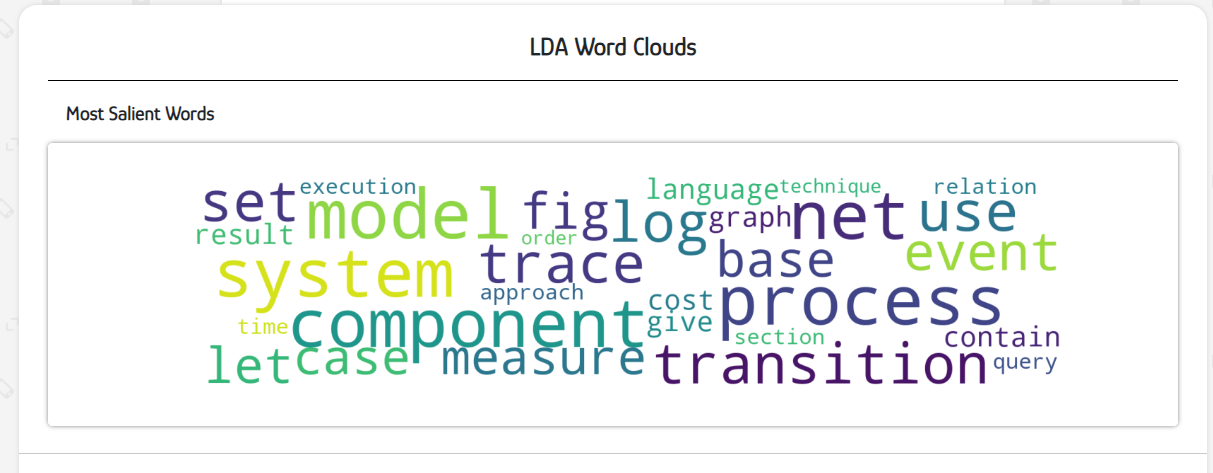 LDA Word Clouds
Most Salient Words
set execution model fig language technique relation
result order log graph net use
system trace base event
approach cost process
time component give section contain
let case measure transition query